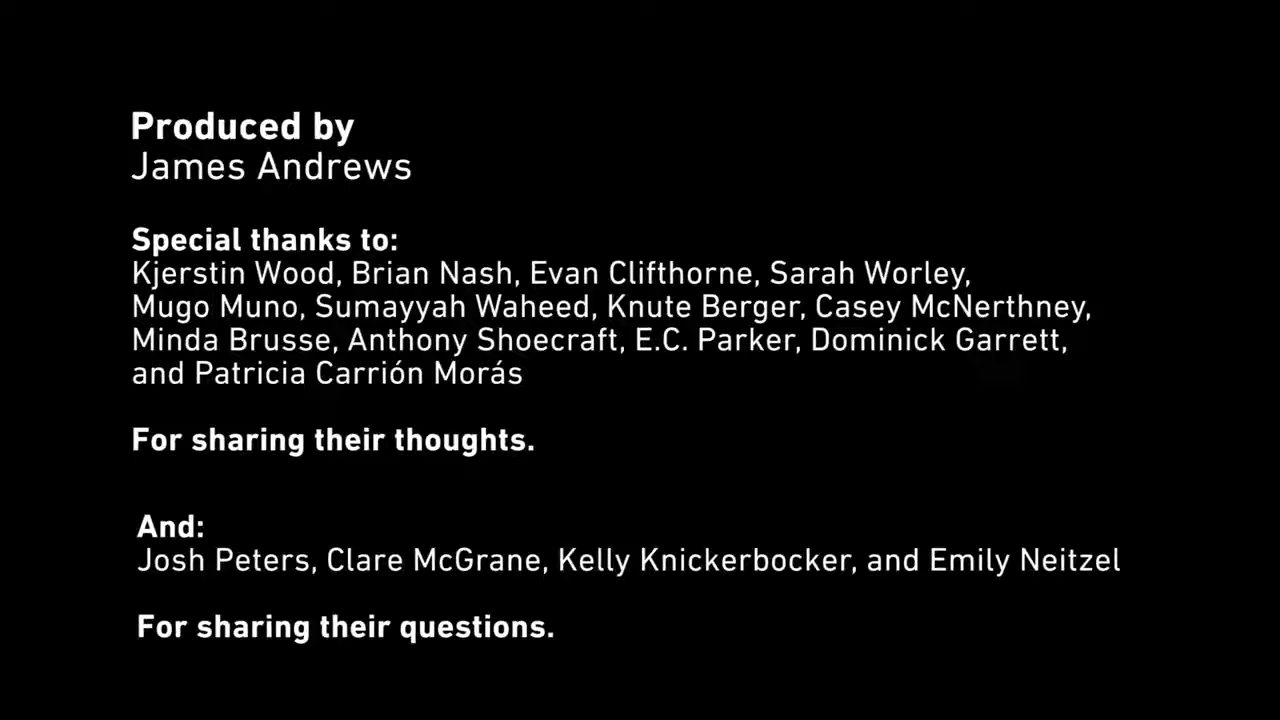 Produced by
James Andrews
Special thanks to:
Kjerstin Wood, Brian Nash, Evan Clifthorne, Sarah Worley,
Mugo Muno, Sumayyah Waheed, Knute Berger, Casey McNerthney,
Minda Brusse, Anthony Shoecraft, E.C. Parker, Dominick Garrett,
and Patricia Carrión Morás
For sharing their thoughts.
And:
Josh Peters, Clare McGrane, Kelly Knickerbocker, and Emily Neitzel
For sharing their questions.